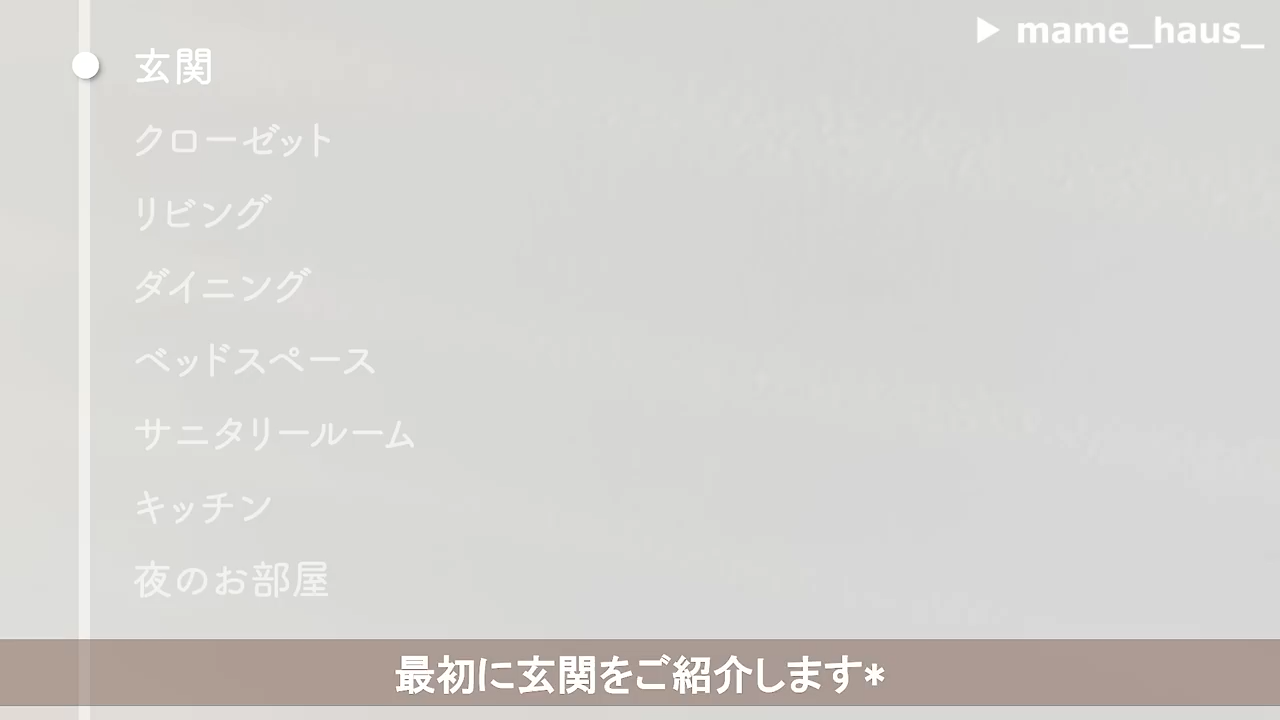 ▶ mame_haus_
玄関
クローゼット
リビング
ダイニング
ベッドスペース
サニタリールーム
キッチン
夜のお部屋
最初に玄関をご紹介します*